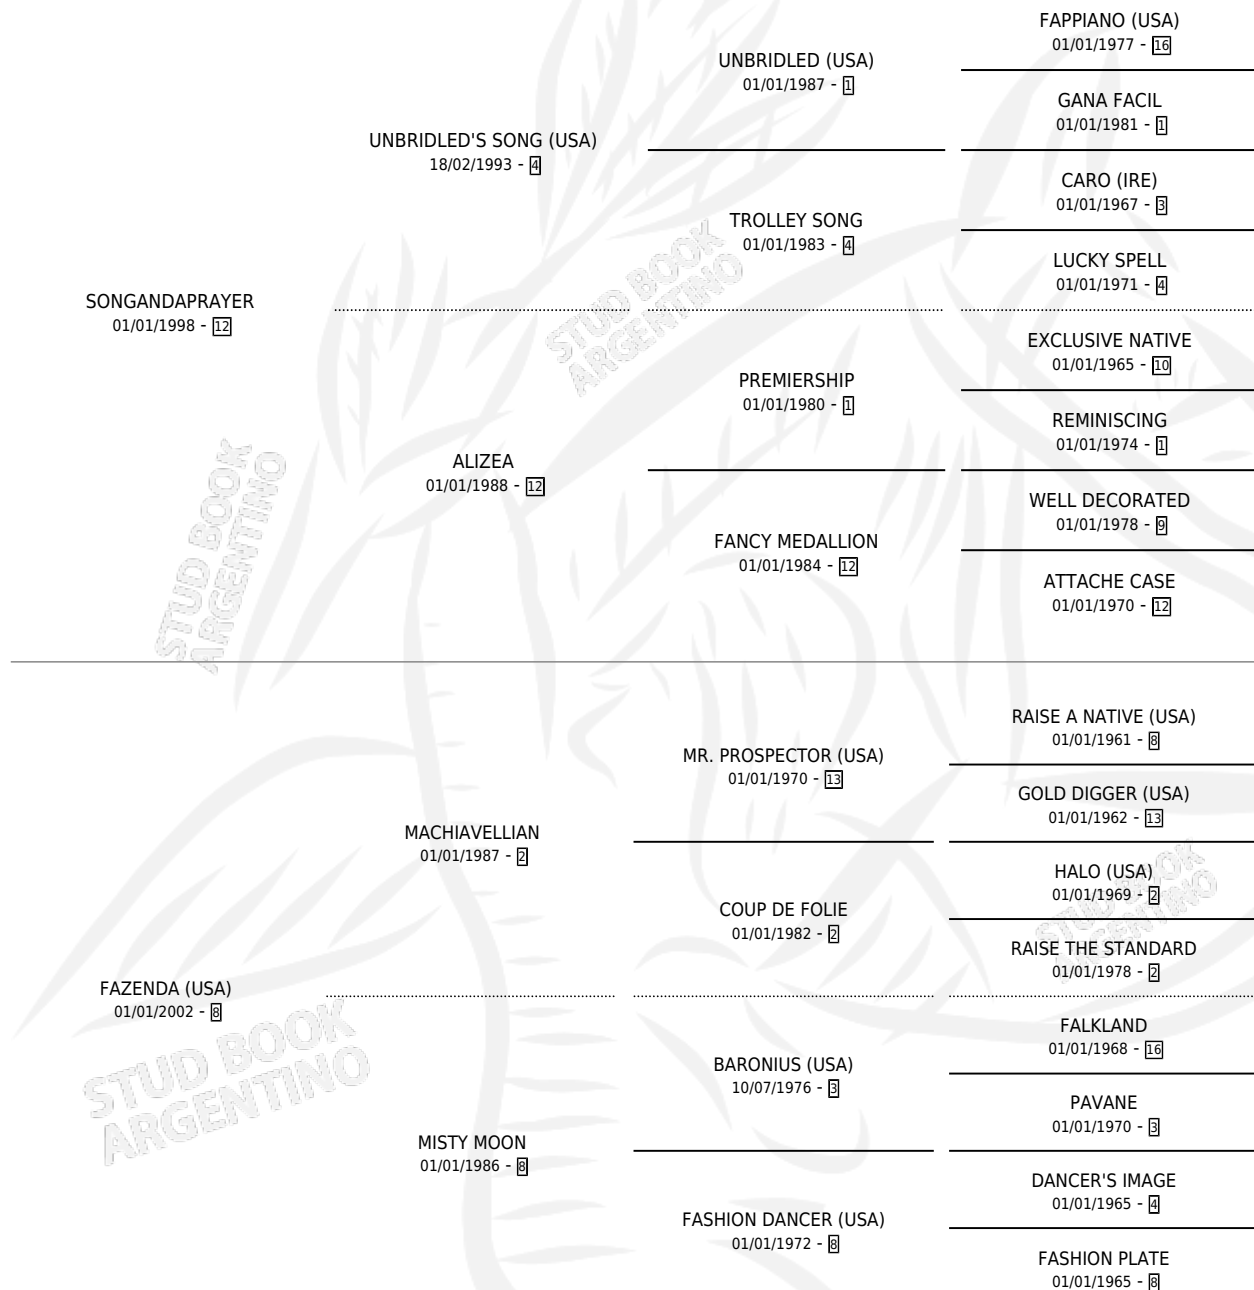 FAPPIANO (USA)
01/01/1977 - 16
UNBRIDLED (USA)
01/01/1987 - 1
GANA FACIL
01/01/1981 - 1
UNBRIDLED'S SONG (USA)
18/02/1993 - 4
CARO (IRE)
01/01/1967 - 3
TROLLEY SONG
01/01/1983 - 4
LUCKY SPELL
01/01/1971 - 4
SONGANDAPRAYER
01/01/1998 - 12
STUD BOOK
ARGENTINO
EXCLUSIVE NATIVE
01/01/1965 - 10
PREMIERSHIP
01/01/1980 - 1
REMINISCING
01/01/1974 - 1
ALIZEA
01/01/1988 - 12
WELL DECORATED
01/01/1978 - 9
FANCY MEDALLION
01/01/1984 - 12
ATTACHE CASE
01/01/1970 - 12
STUD BOOK
ARGENTINO
RAISE A NATIVE (USA)
01/01/1961 - 8
MR. PROSPECTOR (USA)
01/01/1970 - 13
GOLD DIGGER (USA)
01/01/1962 - 13
MACHIAVELLIAN
01/01/1987 - 2
HALO (USA)
01/01/1969 - 2
COUP DE FOLIE
01/01/1982 - 2
STUD BOOK
ARGENTINO
RAISE THE STANDARD
01/01/1978 - 2
FAZENDA (USA)
01/01/2002 - 8
FALKLAND
01/01/1968 - 16
BARONIUS (USA)
10/07/1976 - 3
PAVANE
01/01/1970 - 3
STUD BOOK
ARGENTINO
MISTY MOON
01/01/1986 - 8
DANCER'S IMAGE
01/01/1965 - 4
FASHION DANCER (USA)
01/01/1972 - 8
FASHION PLATE
01/01/1965 - 8